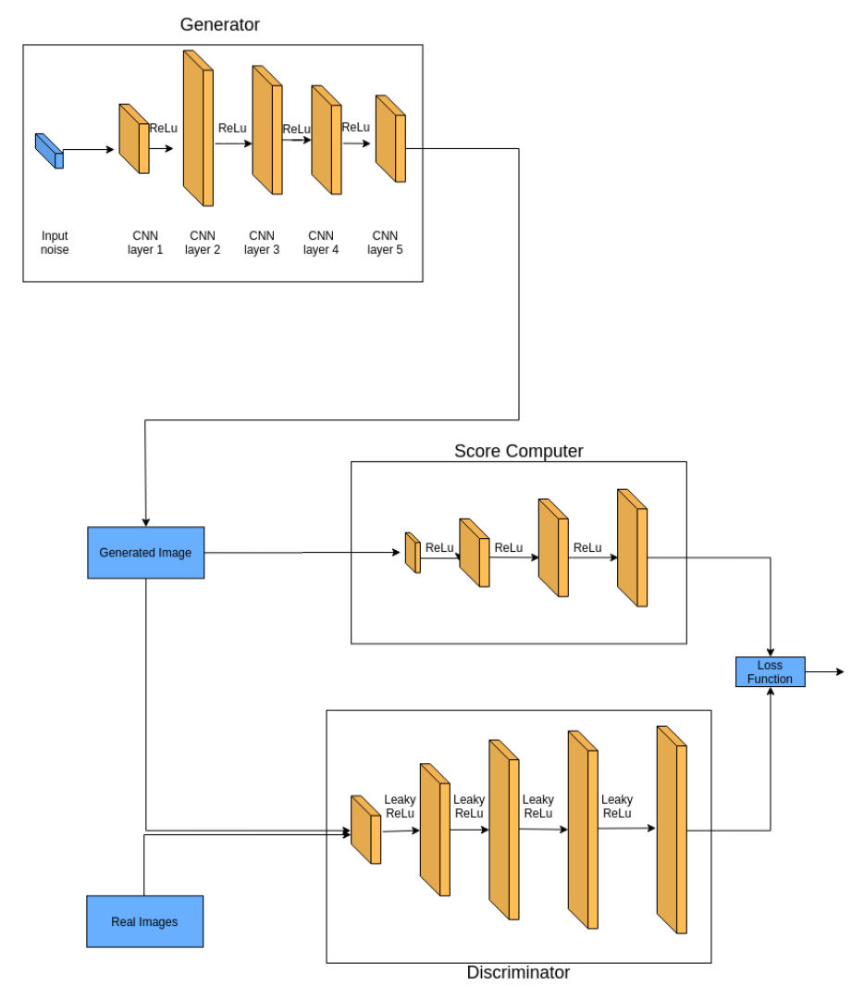 Generator
ReLu
ReLu
ReLu
ReLu
Input
noise
CNN
layer 1
CNN
layer 2
CNN
layer 3
CNN
layer 4
CNN
layer 5
Score Computer
Generated Image
ReLu
ReLu
ReLu
Loss
Function
Leaky
ReLu
Leaky
ReLu
Leaky
ReLu
Leaky
ReLu
Real Images
Discriminator